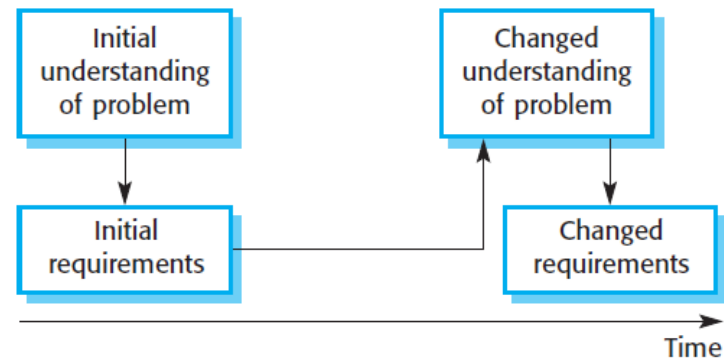 Initial
understanding
of problem
Changed
understanding
of problem
Initial
requirements
Changed
requirements
Time